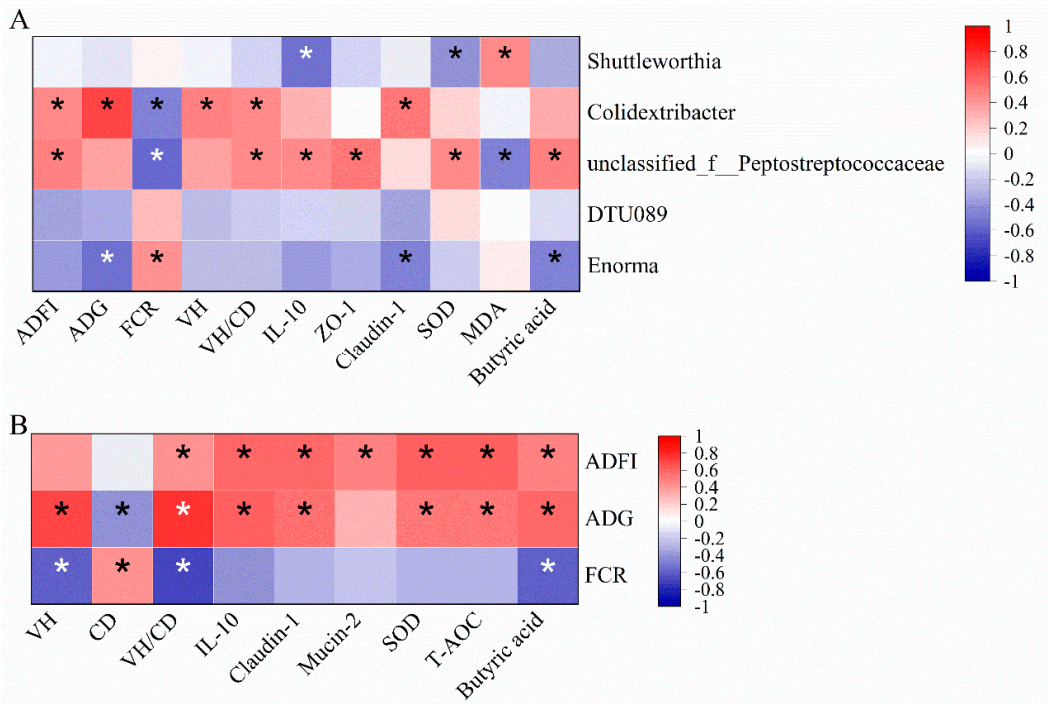 A
* * *
* * * * * *
* * * * * * * *
* * * *
Shuttleworthia
Colidextribacter
unclassified_f__Peptostreptococcaceae
DTU089
Enorma
ADFI
ADG
FCR
VH
VH/CD
IL-10
ZO-1
Claudin-1
SOD
MDA
Butyric acid
1
0.8
0.6
0.4
0.2
0
-0.2
-0.4
-0.6
-0.8
-1
B
* * * * * * *
* * * * * * * *
* * * *
ADFI
ADG
FCR
VH
CD
VH/CD
IL-10
Claudin-1
Mucin-2
SOD
T-AOC
Butyric acid
1
0.8
0.6
0.4
0.2
0
-0.2
-0.4
-0.6
-0.8
-1